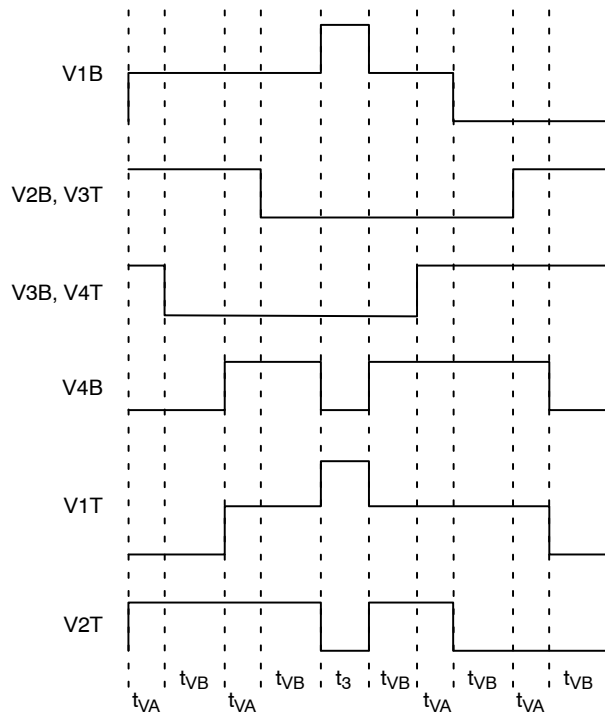 V1B
V2B, V3T
V3B, V4T
V4B
V1T
V2T
tVB tVB t3 tVB tVB tVB
tVA tVA tVA tVA